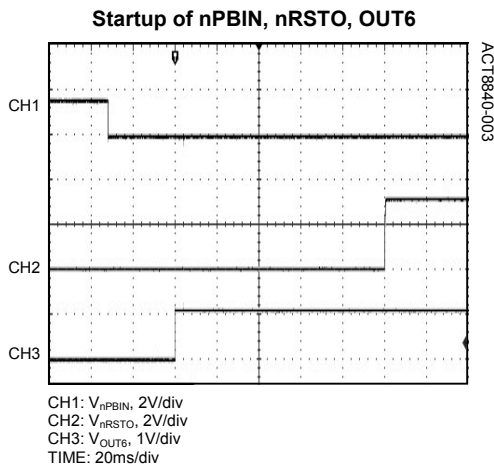 Startup of nPBIN, nRSTO, OUT6
ACT8840-003
CH1
CH2
CH3
CH1: VnPBIN, 2V/div
CH2: VnRSTO, 2V/div
CH3: VOUT6, 1V/div
TIME: 20ms/div